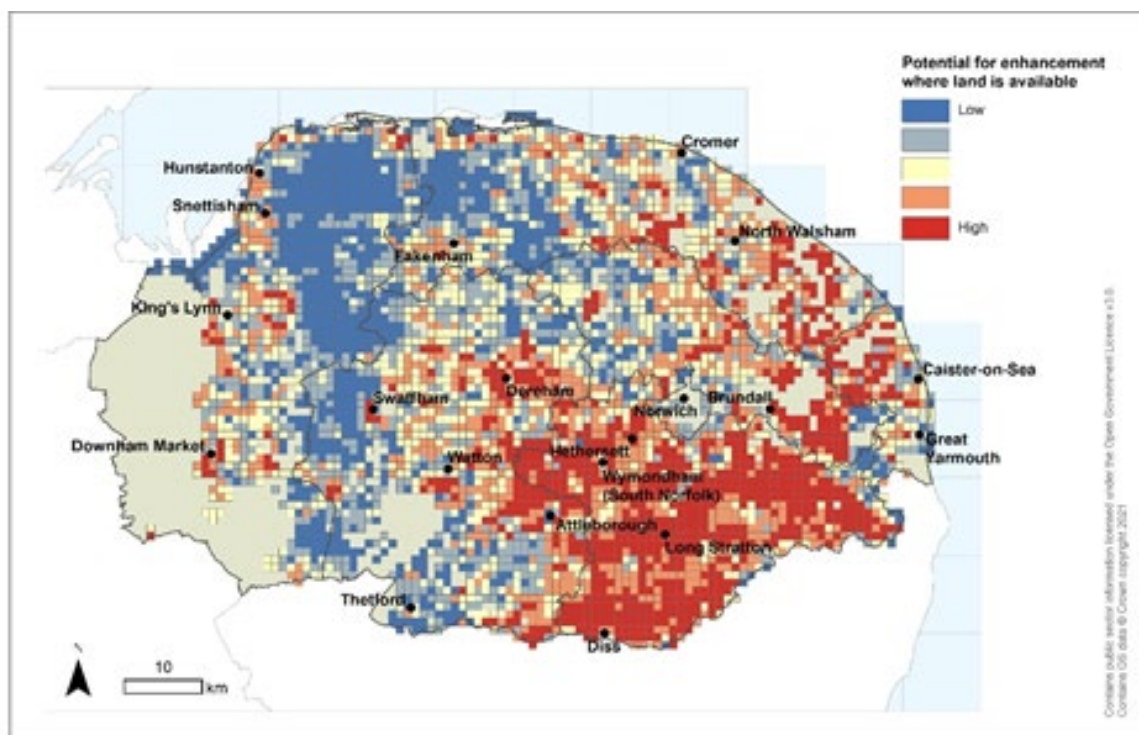 Potential for enhancement
where land is available
Low
High
Cromer
Hunstanton
Snettisham
North Walsham
Fakenham
King's Lynn
Caister-on-Sea
Dereham
Swaffham
Norwich
Brundall
Downham Market
Hethersett
Great
Yarmouth
Watton
Wymondham
(South Norfolk)
Attleborough
Long Stratton
Thetford
Diss
10
km
Contains public sector information licensed under the Open Government Licence v3.0.
Contains OS data © Crown copyright 2021